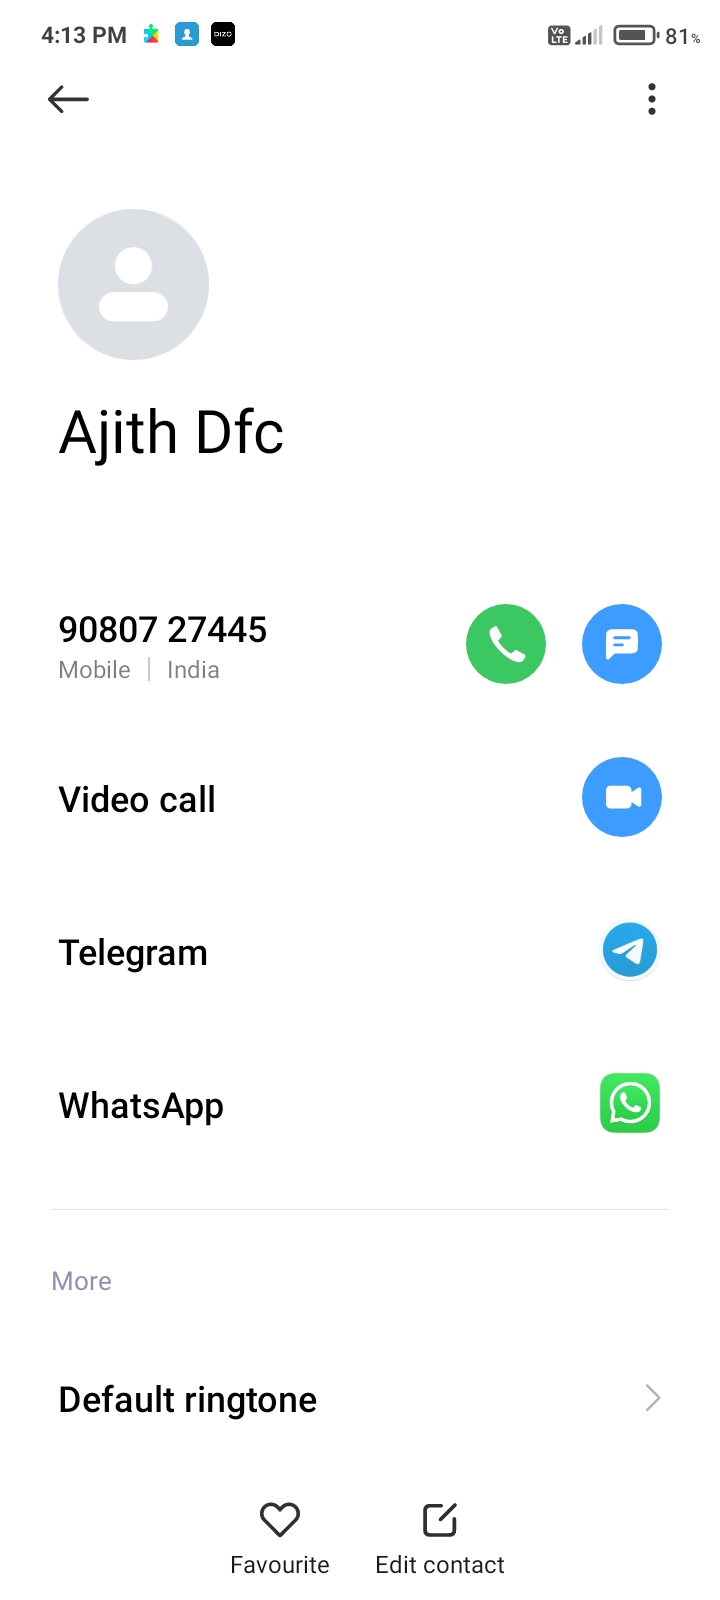 4:13 PM DIZO Vo LTE 81%
Ajith Dfc
90807 27445
Mobile | India
Video call
Telegram
WhatsApp
More
Default ringtone
Favourite Edit contact